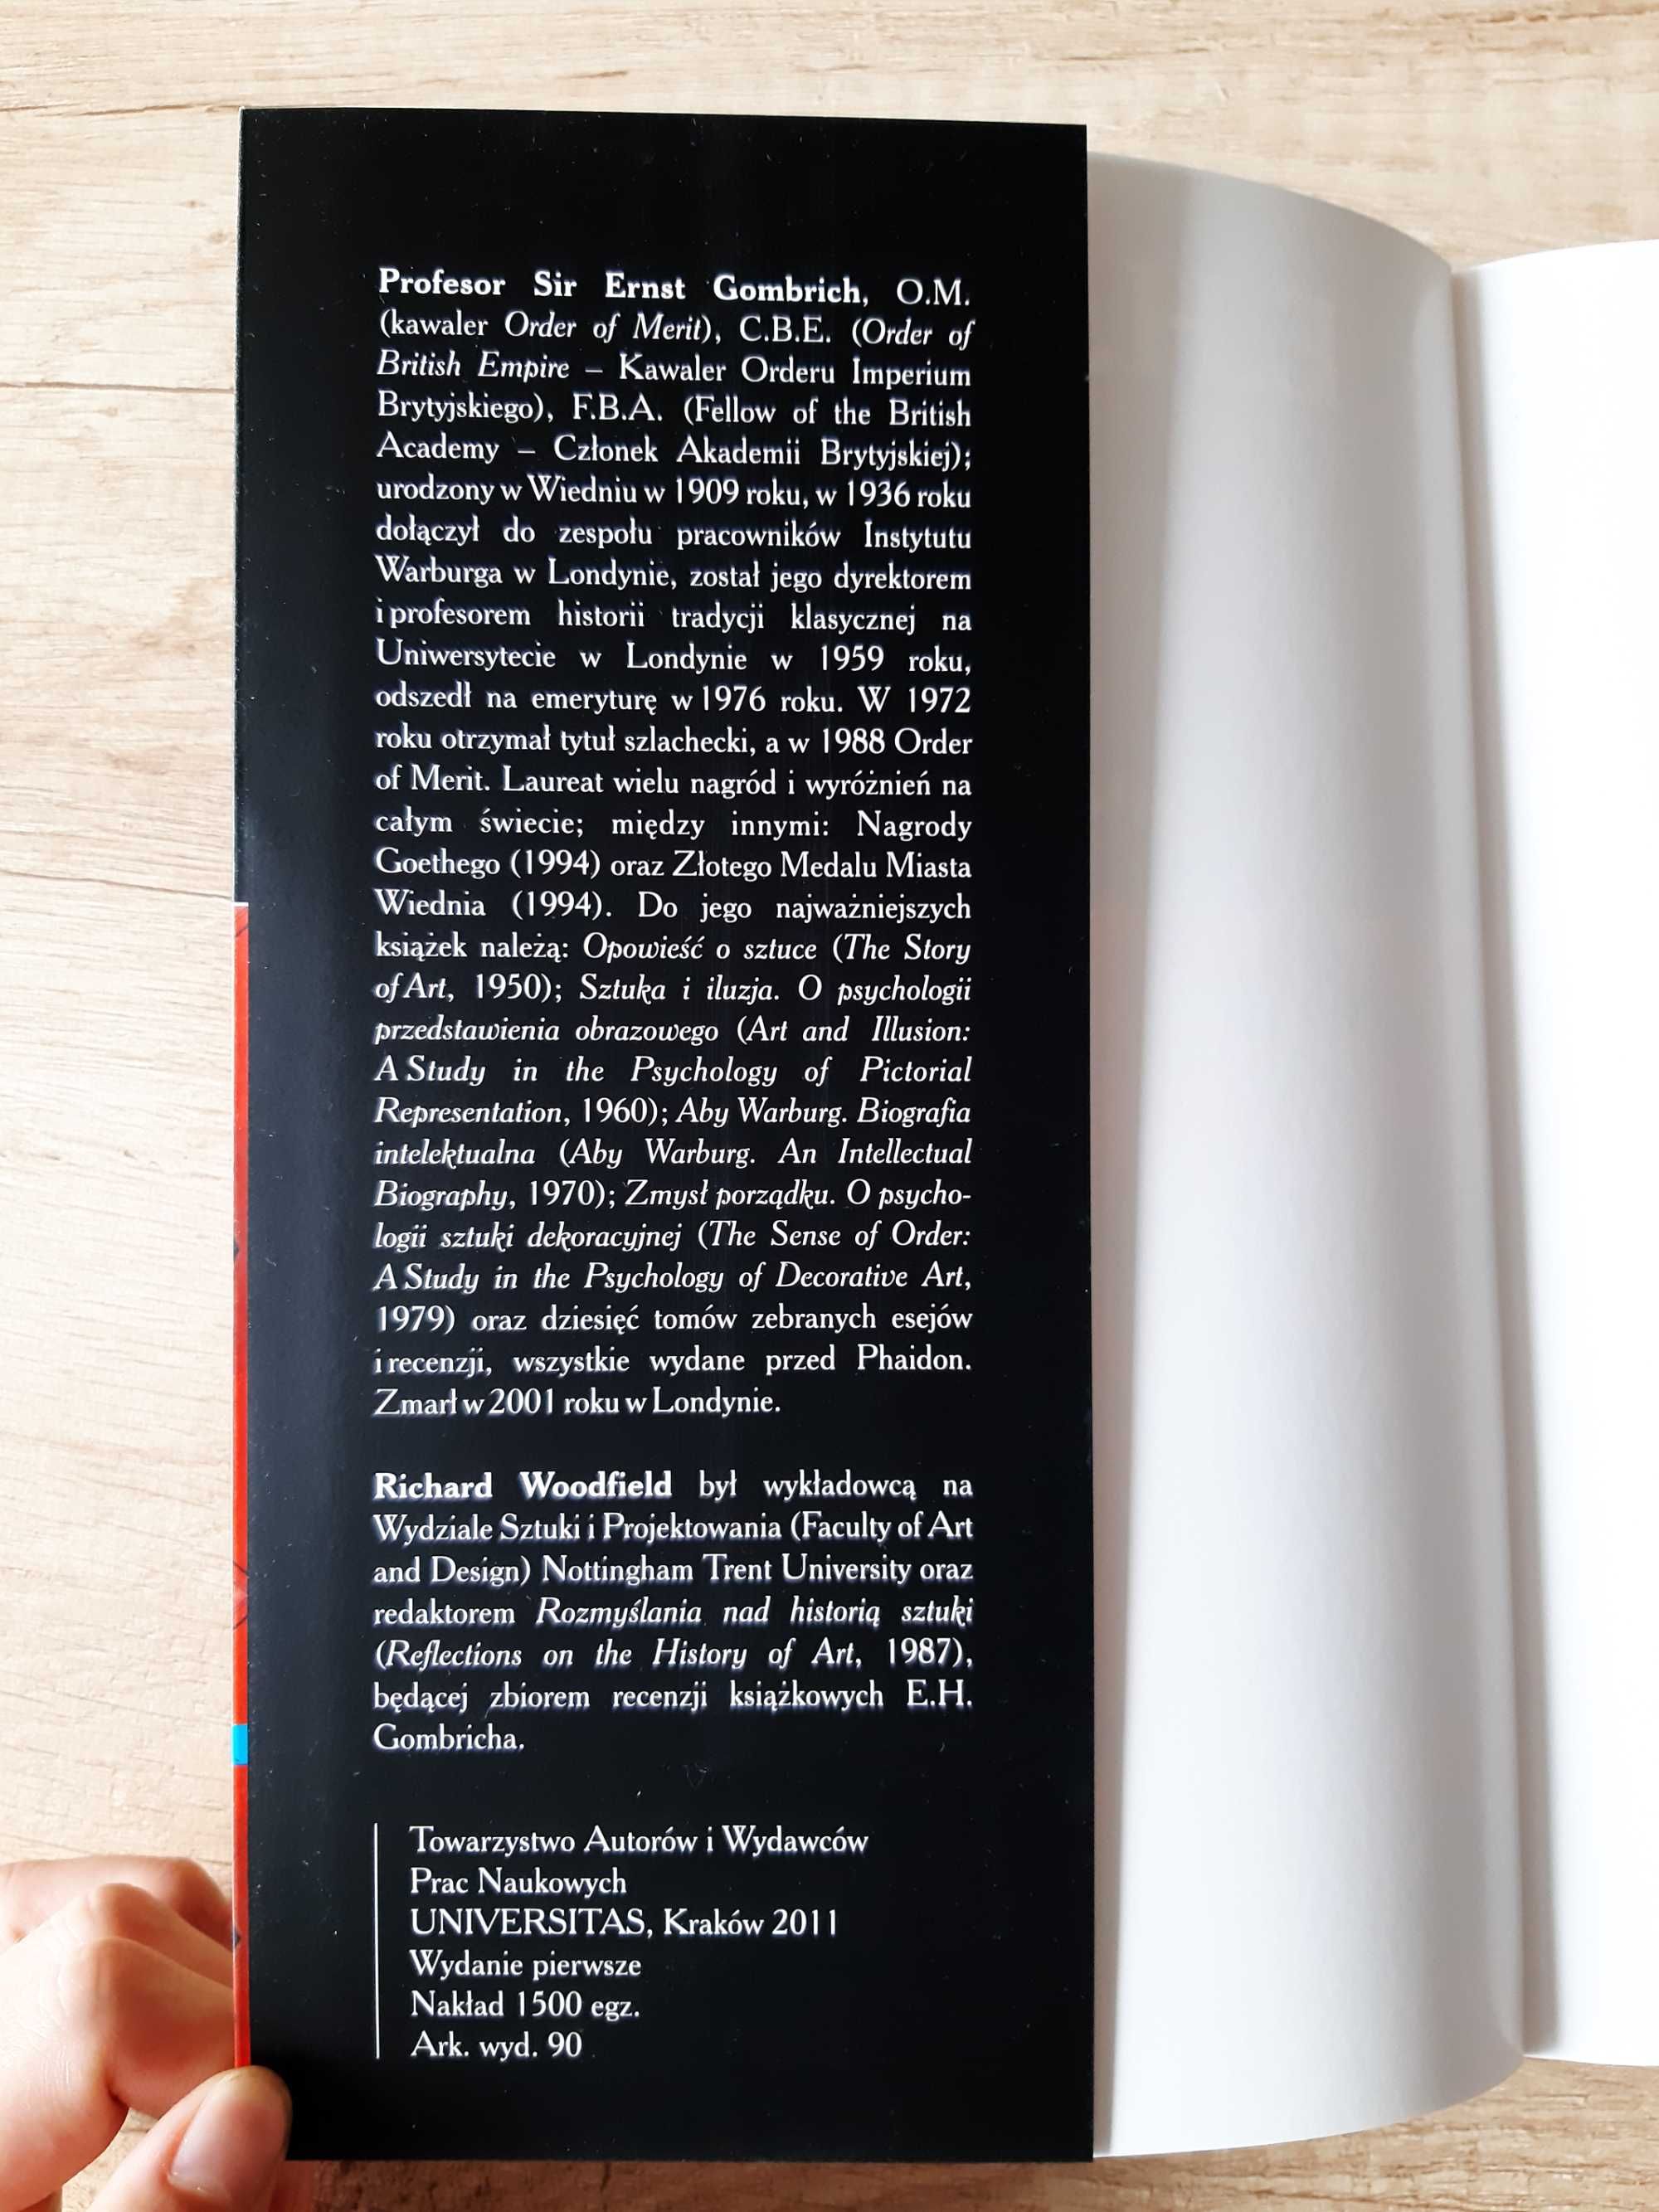 Profesor Sir Ernst Gombrich, O.M.
(kawaler Order of Merit), C.B.E. (Order of
British Empire – Kawaler Orderu Imperium
Brytyjskiego), F.B.A. (Fellow of the British
Academy – Członek Akademii Brytyjskiej);
urodzony w Wiedniu w 1909 roku, w 1936 roku
dołączył do zespołu pracowników Instytutu
Warburga w Londynie, został jego dyrektorem
i profesorem historii tradycji klasycznej na
Uniwersytecie w Londynie w 1959 roku,
odszedł na emeryturę w 1976 roku. W 1972
roku otrzymał tytuł szlachecki, a w 1988 Order
of Merit. Laureat wielu nagród i wyróżnień na
całym świecie; między innymi: Nagrody
Goethego (1994) oraz Złotego Medalu Miasta
Wiednia (1994). Do jego najważniejszych
książek należą: Opowieść o sztuce (The Story
of Art, 1950); Sztuka i iluzja. O psychologii
przedstawienia obrazowego (Art and Illusion:
A Study in the Psychology of Pictorial
Representation, 1960); Aby Warburg. Biografia
intelektualna (Aby Warburg. An Intellectual
Biography, 1970); Zmysł porządku. O psycho-
logii sztuki dekoracyjnej (The Sense of Order:
A Study in the Psychology of Decorative Art,
1979) oraz dziesięć tomów zebranych esejów
i recenzji, wszystkie wydane przed Phaidon.
Zmarł w 2001 roku w Londynie.
Richard Woodfield był wykładowcą na
Wydziale Sztuki i Projektowania (Faculty of Art
and Design) Nottingham Trent University oraz
redaktorem Rozmyślania nad historią sztuki
(Reflections on the History of Art, 1987),
będącej zbiorem recenzji książkowych E.H.
Gombricha.
Towarzystwo Autorów i Wydawców
Prac Naukowych
UNIVERSITAS, Kraków 2011
Wydanie pierwsze
Nakład 1500 egz.
Ark. wyd. 90